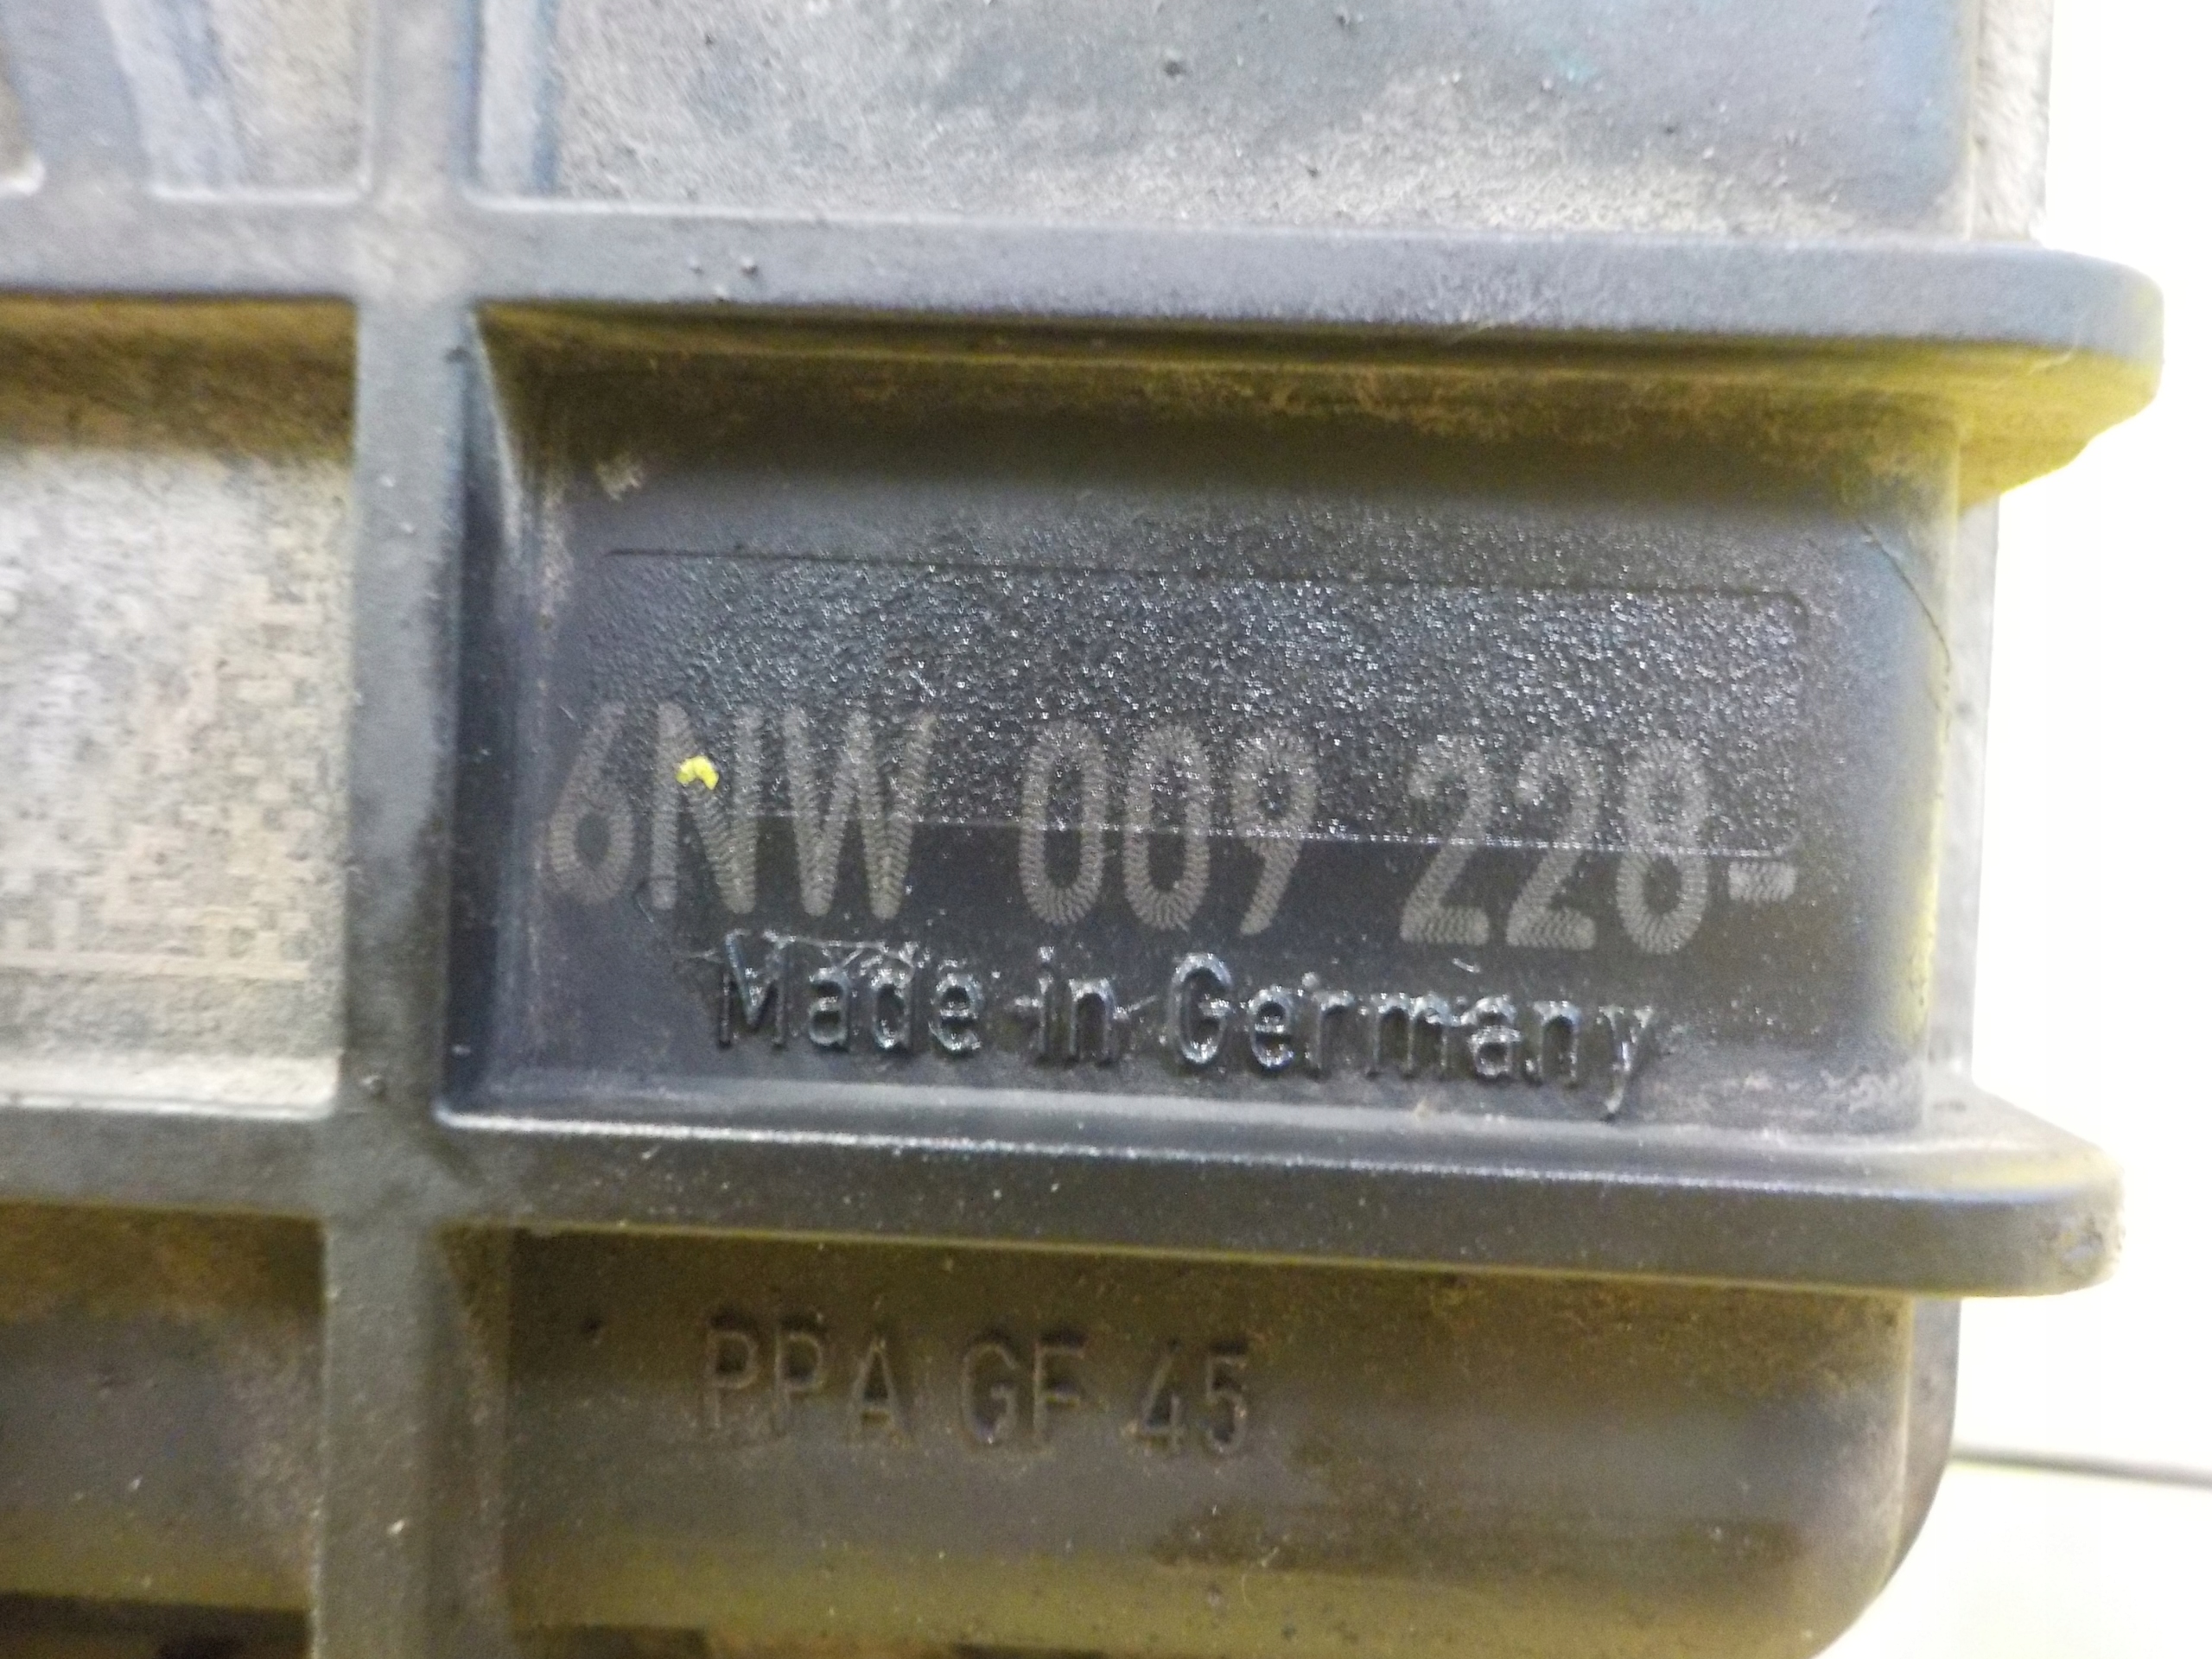 6NW 009 228-
Made in Germany
PPA GF 45